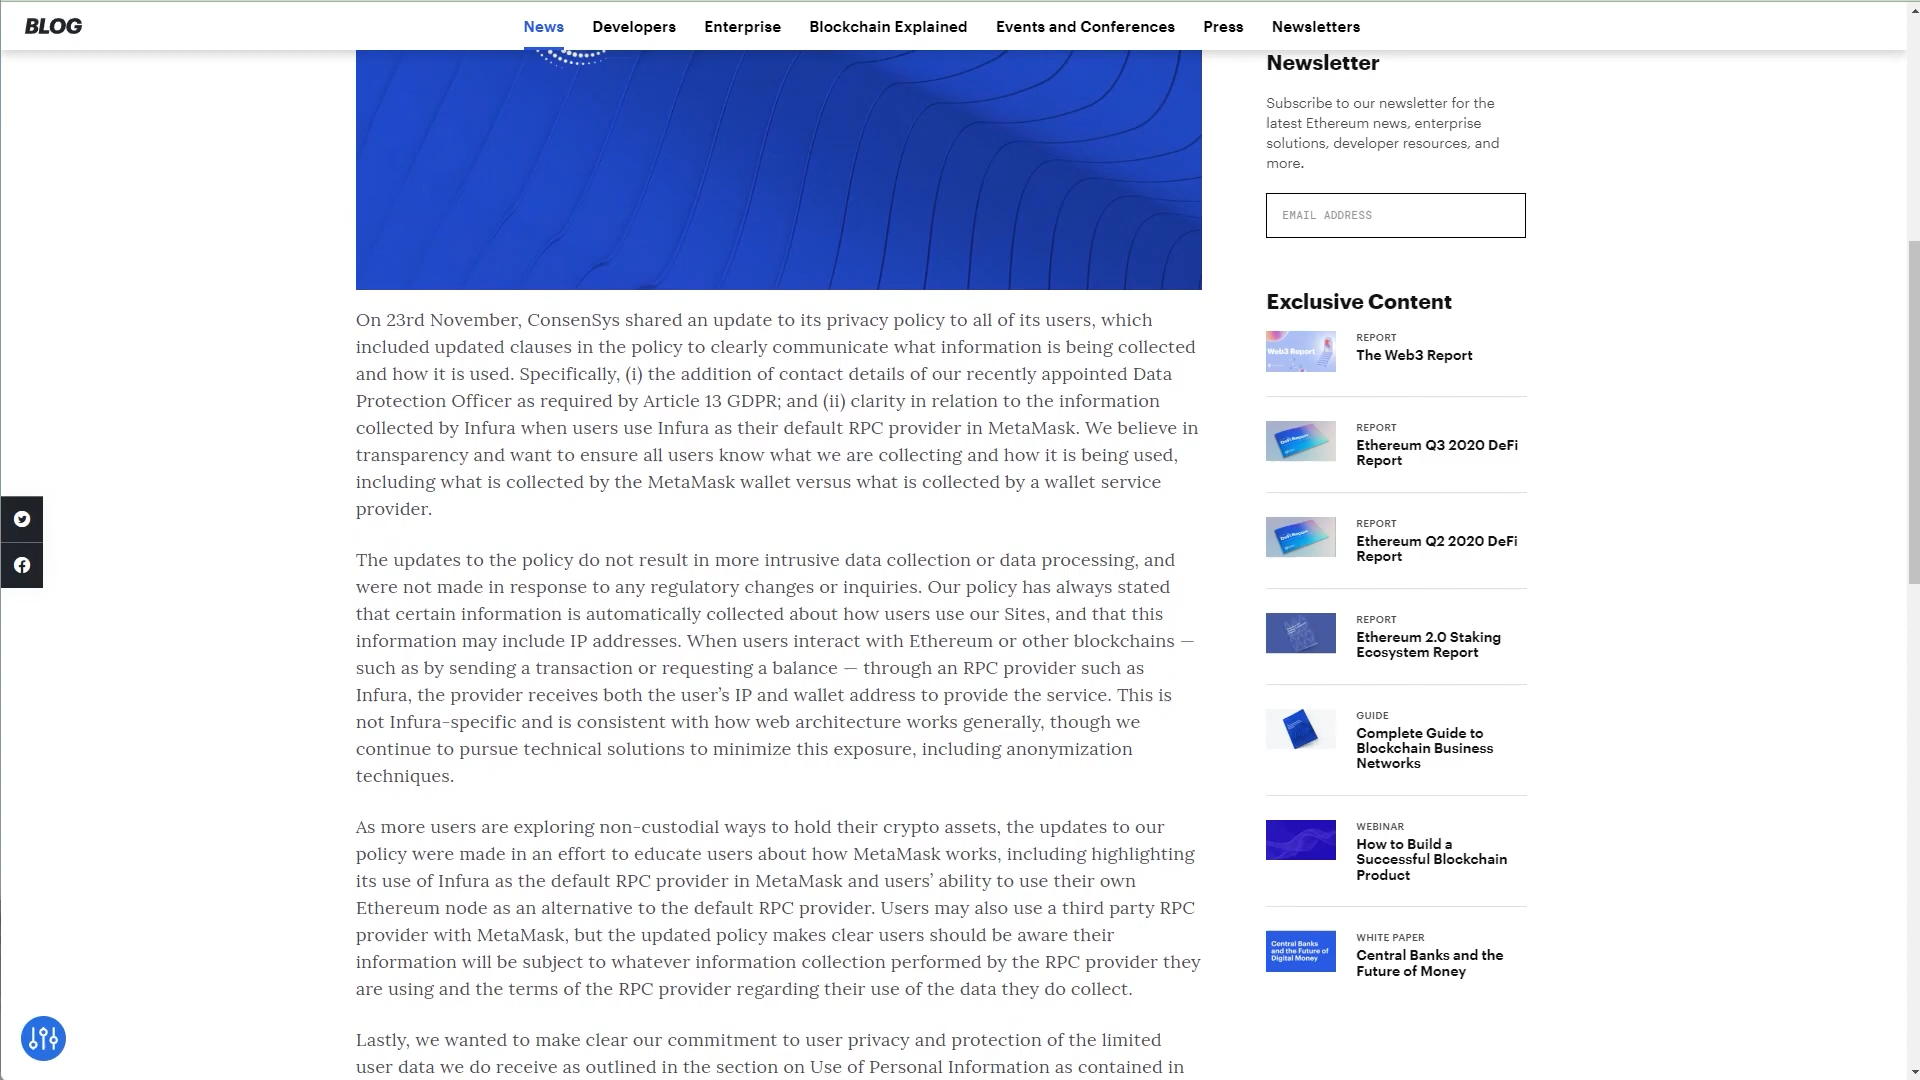 BLOG
News
Developers
Enterprise
Blockchain Explained
Events and Conferences
Press
Newsletters
On 23rd November, ConsenSys shared an update to its privacy policy to all of its users, which
included updated clauses in the policy to clearly communicate what information is being collected
and how it is used. Specifically, (i) the addition of contact details of our recently appointed Data
Protection Officer as required by Article 13 GDPR; and (ii) clarity in relation to the information
collected by Infura when users use Infura as their default RPC provider in MetaMask. We believe in
transparency and want to ensure all users know what we are collecting and how it is being used,
including what is collected by the MetaMask wallet versus what is collected by a wallet service
provider.
The updates to the policy do not result in more intrusive data collection or data processing, and
were not made in response to any regulatory changes or inquiries. Our policy has always stated
that certain information is automatically collected about how users use our Sites, and that this
information may include IP addresses. When users interact with Ethereum or other blockchains —
such as by sending a transaction or requesting a balance — through an RPC provider such as
Infura, the provider receives both the user’s IP and wallet address to provide the service. This is
not Infura-specific and is consistent with how web architecture works generally, though we
continue to pursue technical solutions to minimize this exposure, including anonymization
techniques.
As more users are exploring non-custodial ways to hold their crypto assets, the updates to our
policy were made in an effort to educate users about how MetaMask works, including highlighting
its use of Infura as the default RPC provider in MetaMask and users’ ability to use their own
Ethereum node as an alternative to the default RPC provider. Users may also use a third party RPC
provider with MetaMask, but the updated policy makes clear users should be aware their
information will be subject to whatever information collection performed by the RPC provider they
are using and the terms of the RPC provider regarding their use of the data they do collect.
Lastly, we wanted to make clear our commitment to user privacy and protection of the limited
user data we do receive as outlined in the section on Use of Personal Information as contained in
Newsletter
Subscribe to our newsletter for the
latest Ethereum news, enterprise
solutions, developer resources, and
more.
EMAIL ADDRESS
Exclusive Content
Web3 Report
REPORT
The Web3 Report
DeFi Report
REPORT
Ethereum Q3 2020 DeFi
Report
DeFi Report
REPORT
Ethereum Q2 2020 DeFi
Report
REPORT
Ethereum 2.0 Staking
Ecosystem Report
GUIDE
Complete Guide to
Blockchain Business
Networks
WEBINAR
How to Build a
Successful Blockchain
Product
Central Banks
and the Future of
Digital Money
WHITE PAPER
Central Banks and the
Future of Money